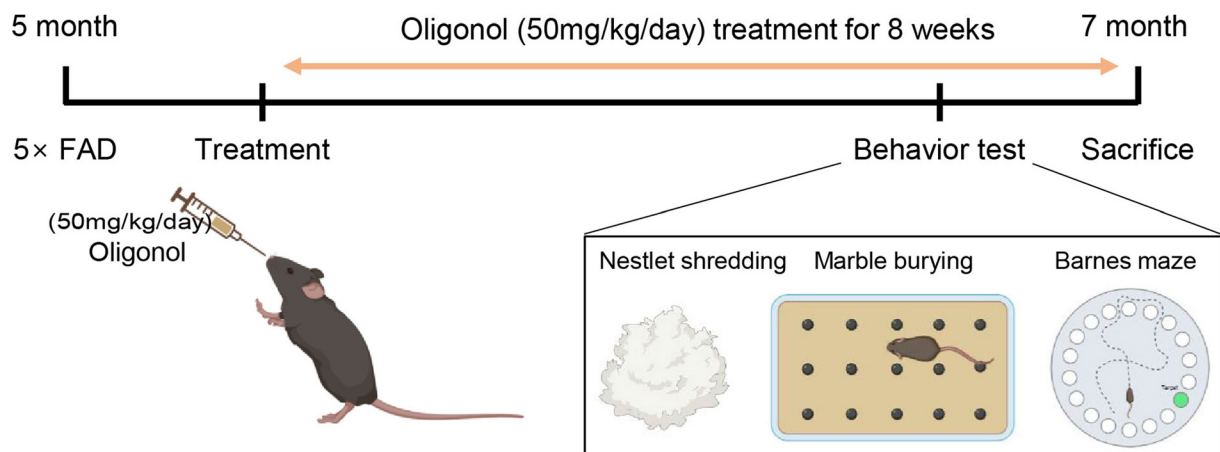 5 month
Oligonol (50mg/kg/day) treatment for 8 weeks
7 month
5× FAD
Treatment
Behavior test
Sacrifice
(50mg/kg/day)
Oligonol
Nestlet shredding
Marble burying
Barnes maze
Target